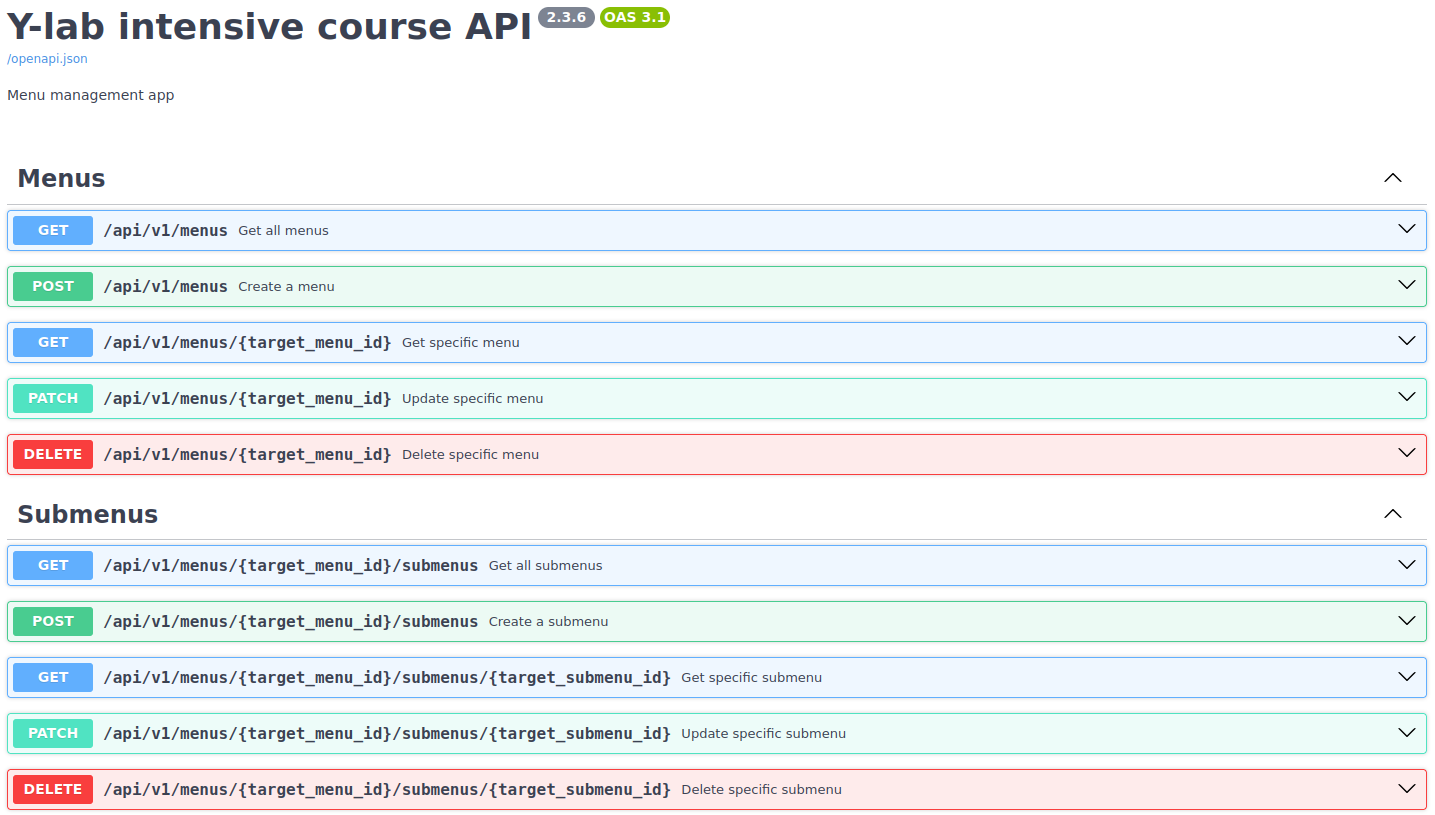 Y-lab intensive course API 2.3.6 OAS 3.1
/openapi.json
Menu management app
Menus
GET /api/v1/menus Get all menus
POST /api/v1/menus Create a menu
GET /api/v1/menus/{target_menu_id} Get specific menu
PATCH /api/v1/menus/{target_menu_id} Update specific menu
DELETE /api/v1/menus/{target_menu_id} Delete specific menu
Submenus
GET /api/v1/menus/{target_menu_id}/submenus Get all submenus
POST /api/v1/menus/{target_menu_id}/submenus Create a submenu
GET /api/v1/menus/{target_menu_id}/submenus/{target_submenu_id} Get specific submenu
PATCH /api/v1/menus/{target_menu_id}/submenus/{target_submenu_id} Update specific submenu
DELETE /api/v1/menus/{target_menu_id}/submenus/{target_submenu_id} Delete specific submenu